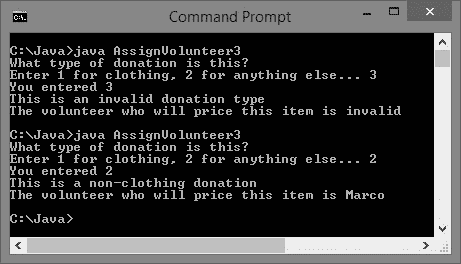 Command Prompt
C:\Java>java AssignVolunteer3
What type of donation is this?
Enter 1 for clothing, 2 for anything else... 3
You entered 3
This is an invalid donation type
The volunteer who will price this item is invalid
C:\Java>java AssignVolunteer3
What type of donation is this?
Enter 1 for clothing, 2 for anything else... 2
You entered 2
This is a non-clothing donation
The volunteer who will price this item is Marco
C:\Java>